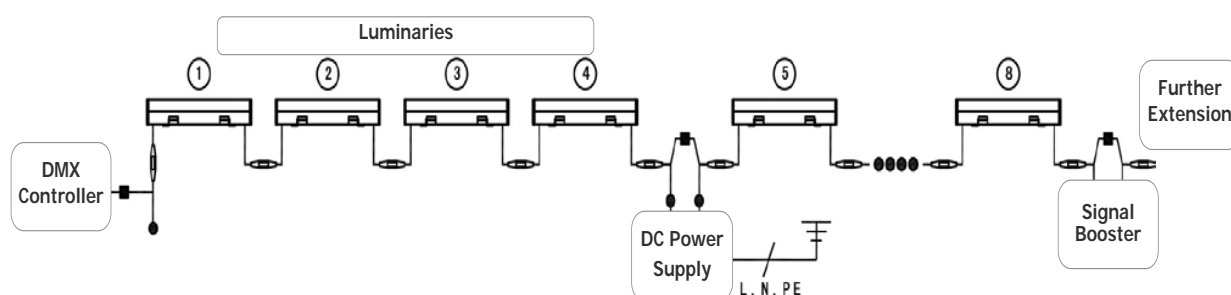 Luminaries
1
2
3
4
5
8
Further
Extension
DMX
Controller
DC Power
Supply
L. N. PE
Signal
Booster